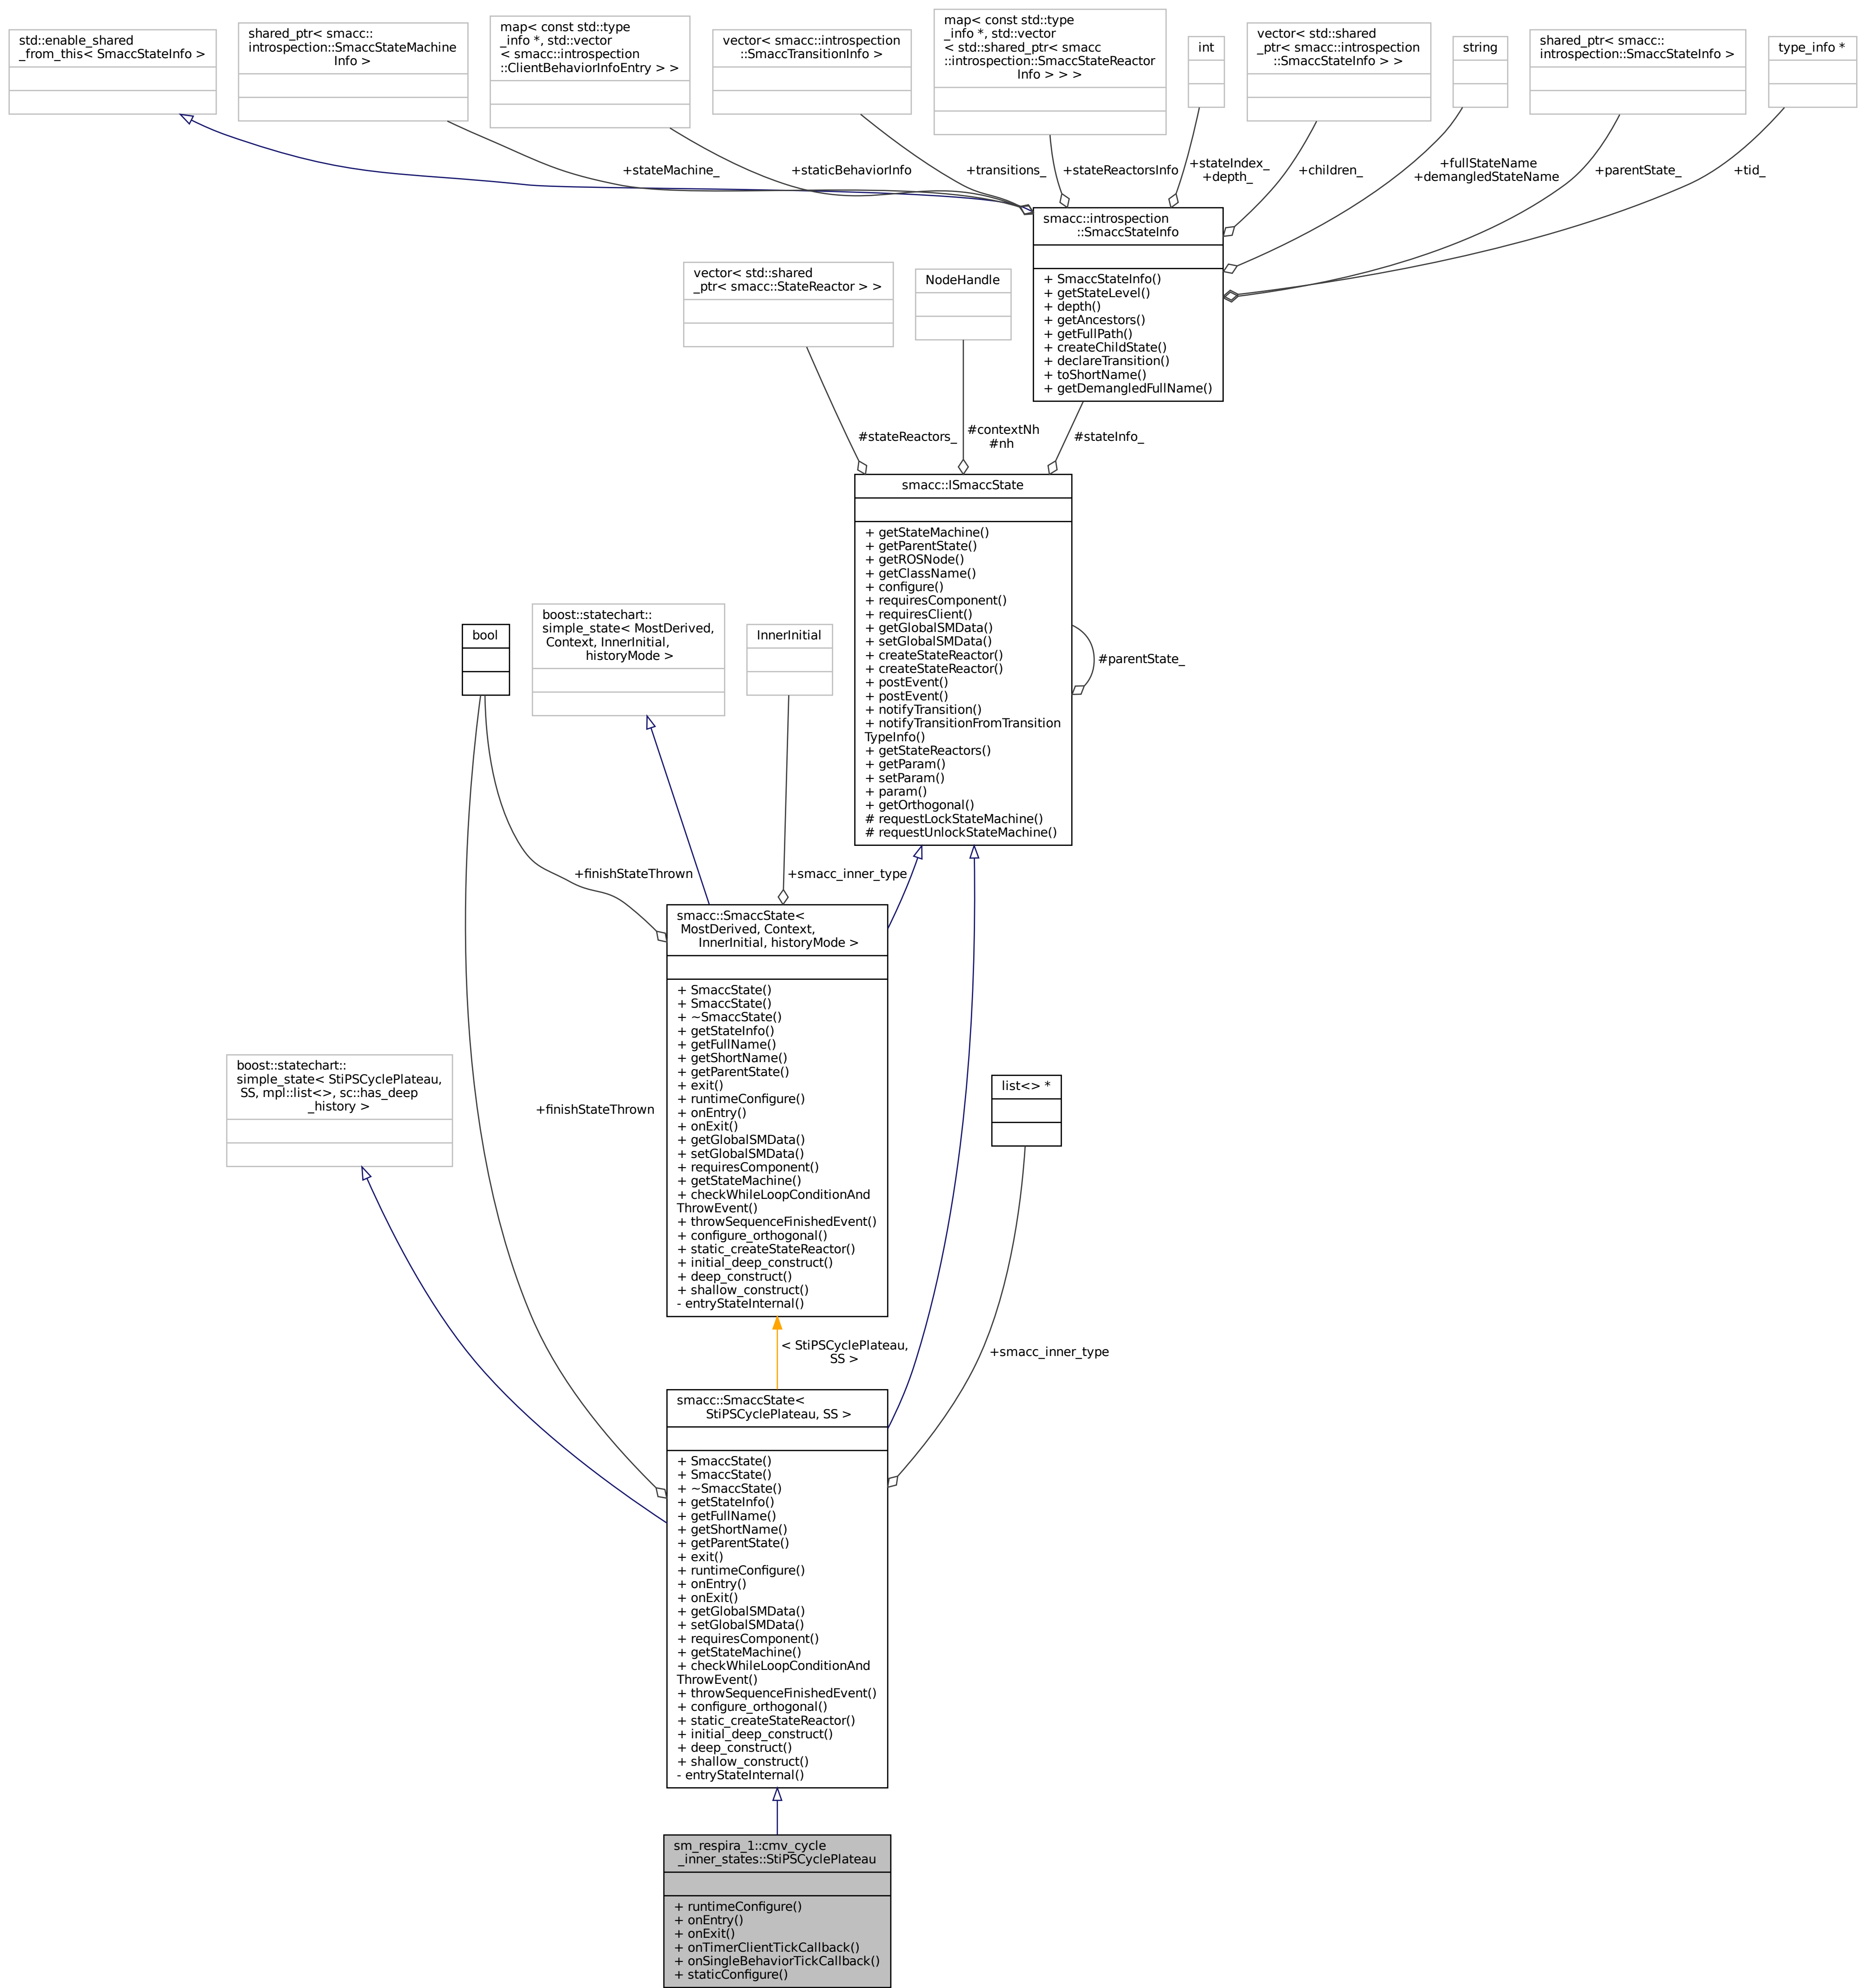 std::enable_shared
_from_this< SmaccStateInfo >
shared_ptr< smacc::
introspection::SmaccStateMachine
Info >
map< const std::type
_info *, std::vector
< smacc::introspection
::ClientBehaviorInfoEntry > >
vector< smacc::introspection
::SmaccTransitionInfo >
map< const std::type
_info *, std::vector
< std::shared_ptr< smacc
::introspection::SmaccStateReactor
Info > > >
int
vector< std::shared
_ptr< smacc::introspection
::SmaccStateInfo > >
string
shared_ptr< smacc::
introspection::SmaccStateInfo >
type_info *
+stateMachine_
+staticBehaviorInfo
+transitions_
+stateReactorsInfo
+stateIndex_
+depth_
+children_
+fullStateName
+demangledStateName
+parentState_
+tid_
smacc::introspection
::SmaccStateInfo
+ SmaccStateInfo()
+ getStateLevel()
+ depth()
+ getAncestors()
+ getFullPath()
+ createChildState()
+ declareTransition()
+ toShortName()
+ getDemangledFullName()
vector< std::shared
_ptr< smacc::StateReactor > >
NodeHandle
#stateReactors_
#contextNh
#nh
#stateInfo_
smacc::ISmaccState
+ getStateMachine()
+ getParentState()
+ getROSNode()
+ getClassName()
+ configure()
+ requiresComponent()
+ requiresClient()
+ getGlobalSMData()
+ setGlobalSMData()
+ createStateReactor()
+ createStateReactor()
+ postEvent()
+ postEvent()
+ notifyTransition()
+ notifyTransitionFromTransition
TypeInfo()
+ getStateReactors()
+ getParam()
+ setParam()
+ param()
+ getOrthogonal()
# requestLockStateMachine()
# requestUnlockStateMachine()
#parentState_
bool
boost::statechart::
simple_state< MostDerived,
Context, InnerInitial,
historyMode >
InnerInitial
+finishStateThrown
+smacc_inner_type
smacc::SmaccState<
MostDerived, Context,
InnerInitial, historyMode >
+ SmaccState()
+ SmaccState()
+ ~SmaccState()
+ getStateInfo()
+ getFullName()
+ getShortName()
+ getParentState()
+ exit()
+ runtimeConfigure()
+ onEntry()
+ onExit()
+ getGlobalSMData()
+ setGlobalSMData()
+ requiresComponent()
+ getStateMachine()
+ checkWhileLoopConditionAnd
ThrowEvent()
+ throwSequenceFinishedEvent()
+ configure_orthogonal()
+ static_createStateReactor()
+ initial_deep_construct()
+ deep_construct()
+ shallow_construct()
- entryStateInternal()
boost::statechart::
simple_state< StiPSCyclePlateau,
SS, mpl::list<>, sc::has_deep
_history >
+finishStateThrown
list<> *
< StiPSCyclePlateau,
SS >
+smacc_inner_type
smacc::SmaccState<
StiPSCyclePlateau, SS >
+ SmaccState()
+ SmaccState()
+ ~SmaccState()
+ getStateInfo()
+ getFullName()
+ getShortName()
+ getParentState()
+ exit()
+ runtimeConfigure()
+ onEntry()
+ onExit()
+ getGlobalSMData()
+ setGlobalSMData()
+ requiresComponent()
+ getStateMachine()
+ checkWhileLoopConditionAnd
ThrowEvent()
+ throwSequenceFinishedEvent()
+ configure_orthogonal()
+ static_createStateReactor()
+ initial_deep_construct()
+ deep_construct()
+ shallow_construct()
- entryStateInternal()
sm_respira_1::cmv_cycle
_inner_states::StiPSCyclePlateau
+ runtimeConfigure()
+ onEntry()
+ onExit()
+ onTimerClientTickCallback()
+ onSingleBehaviorTickCallback()
+ staticConfigure()